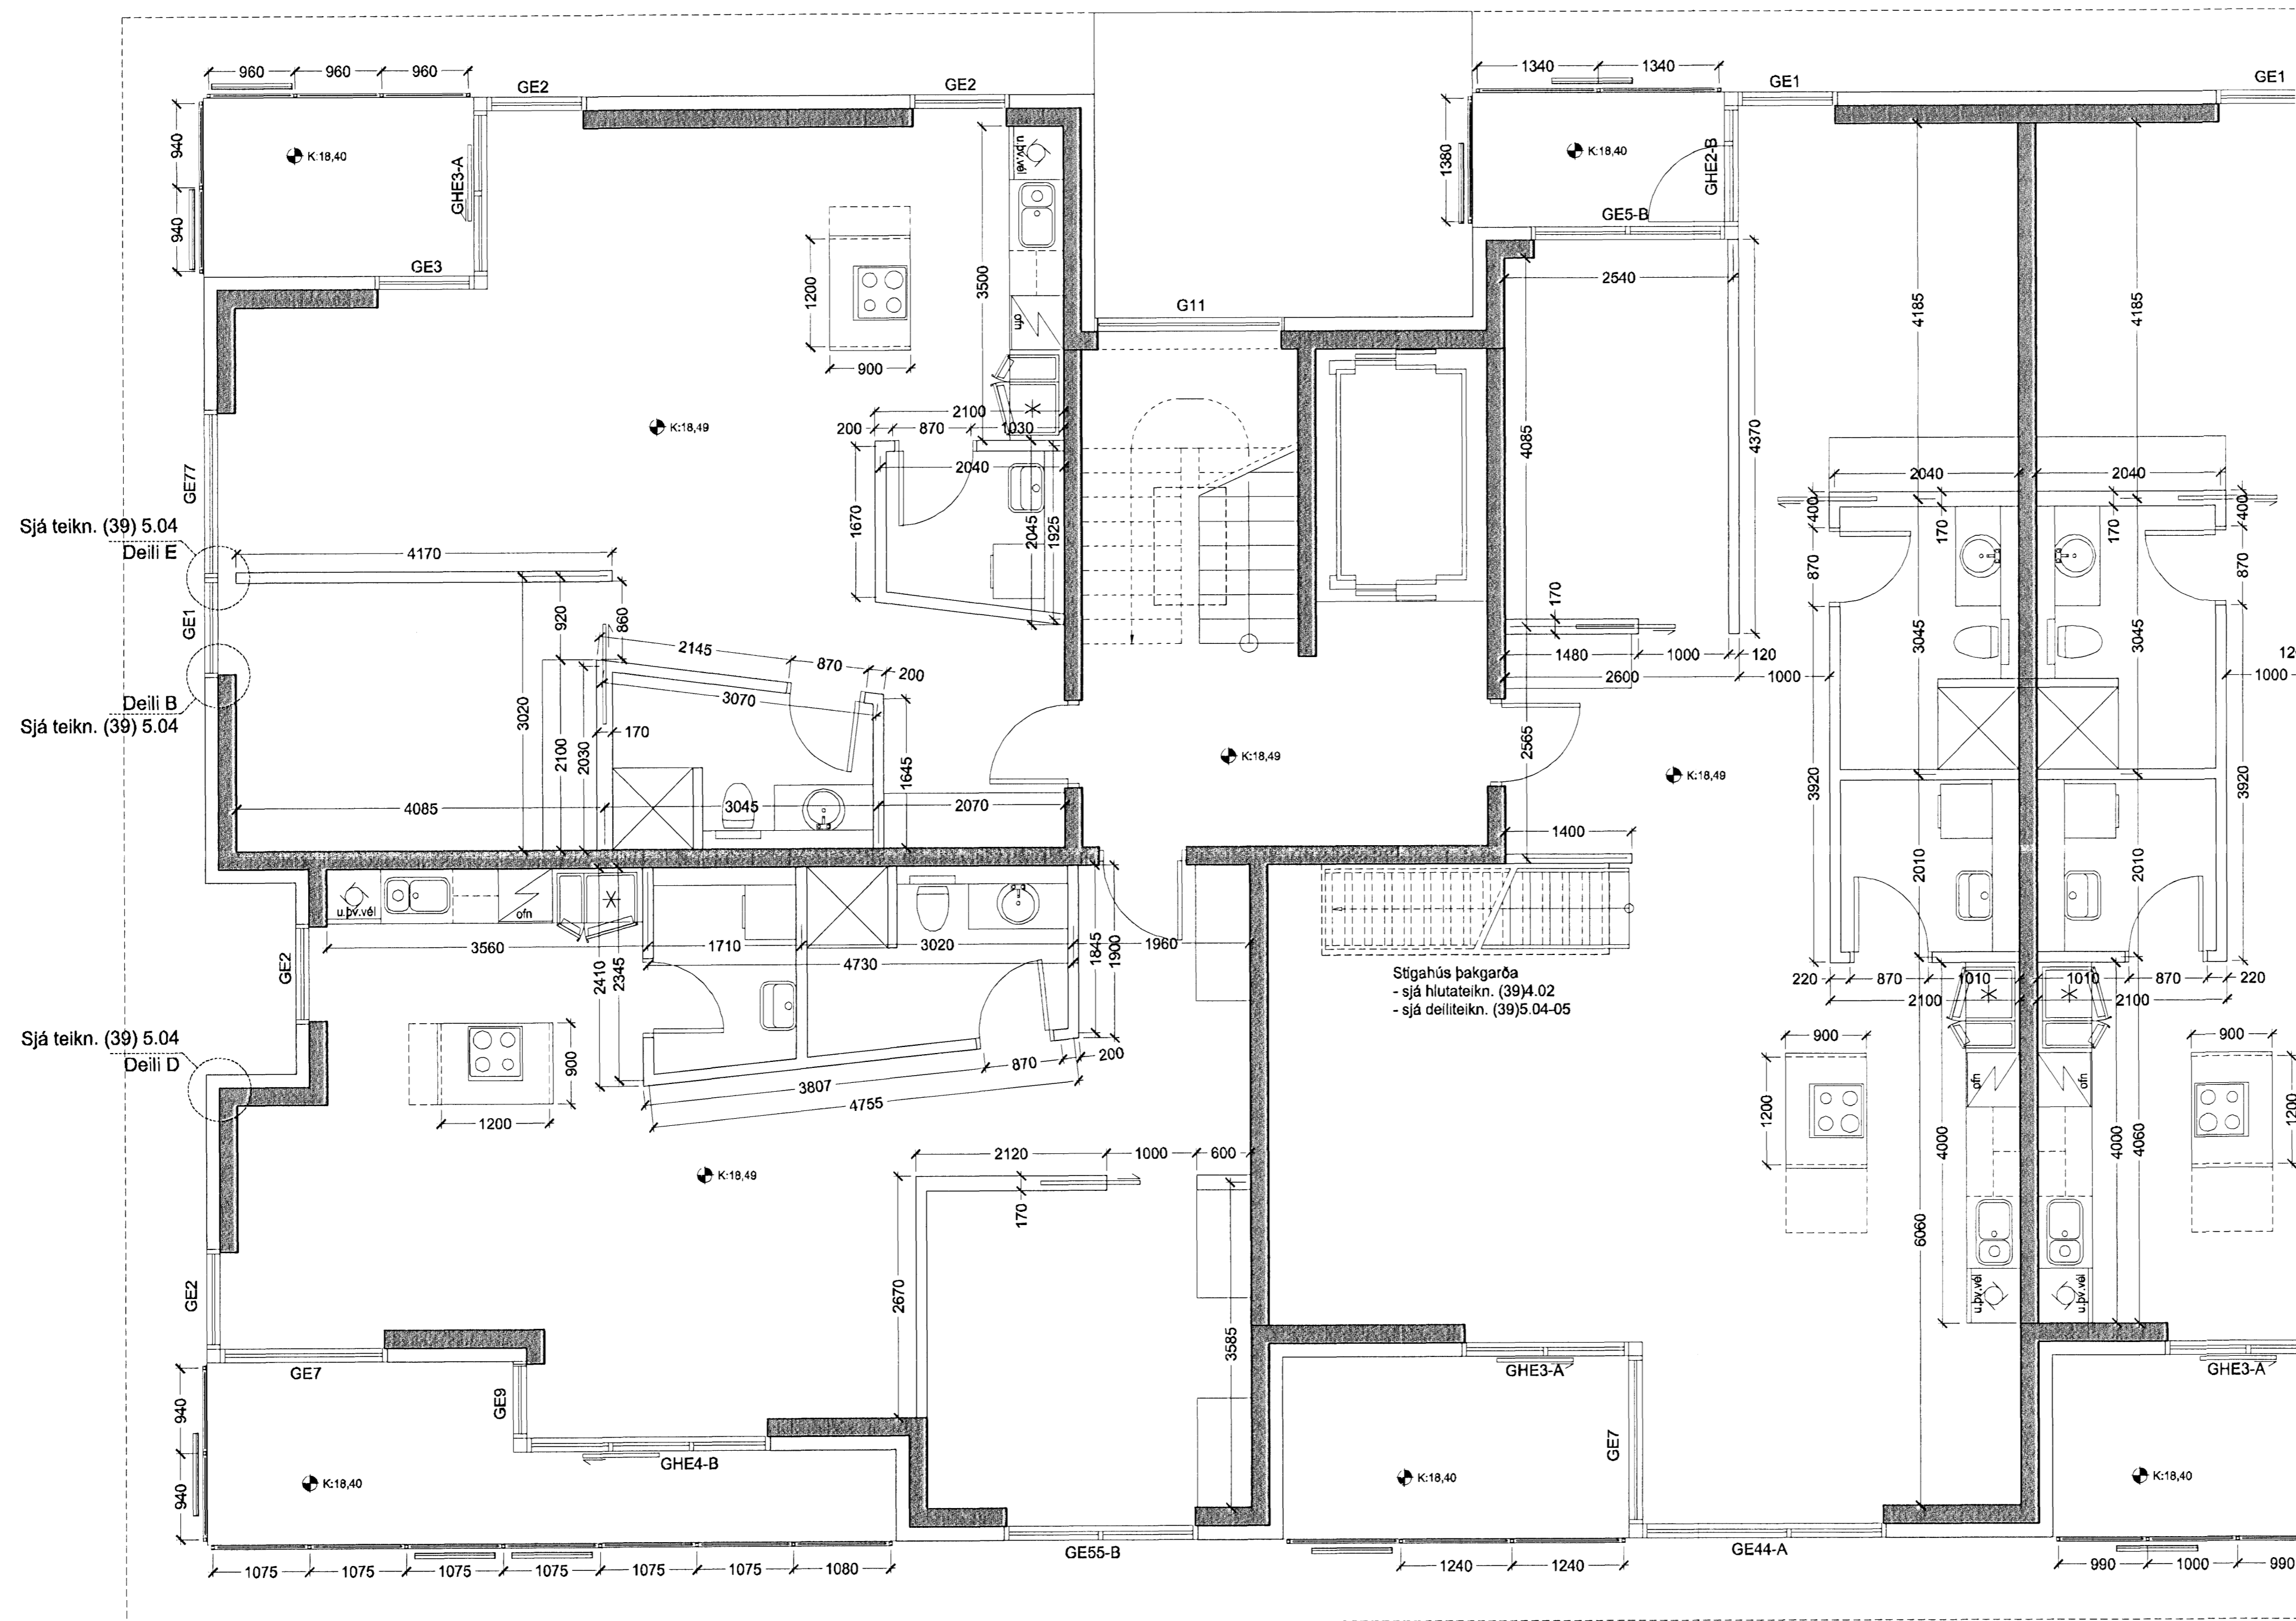 960 960 960
GE2
GE2
1340 1340
GE1
GE1
940
940
K:18,40
GHE3-A
GE3
u.þv.vél
3500
1200
900
ofn
1380
K:18,40
GHE2-B
GE5-B
2540
4185
4185
G11
4085
4370
K:18,49
2100
200 870 1030
2040
1670
2045
1925
GE77
Sjá teikn. (39) 5.04
Deili E
4170
GE1
3020
920
860
2145
870
200
3070
170
2100
2030
1645
Deili B
Sjá teikn. (39) 5.04
4085 3045 2070
K:18,49
170
1480 1000 120
2600 1000
2565
K:18,49
1400
2040
2040
400
170
170
400
870
870
3045
3045
1000
3920
3920
2010
2010
220 870 1010 1010 870 220
2100 2100
u.þv.vél
ofn
3560 1710 3020 1960
4730
2410
2345
1845
1900
GE2
Stigahús þakgarða
- sjá hlutateikn. (39)4.02
- sjá deiliteikn. (39)5.04-05
Sjá teikn. (39) 5.04
Deili D
900
1200
3807
870
200
4755
K:18,49
2120 1000 600
170
2670
3585
900
1200
ofn
ofn
4000
6060
4000
4060
u.þv.vél
u.þv.vél
900
1200
GE2
GE7
GE9
GHE4-B
940
940
K:18,40
GE55-B
1075 1075 1075 1075 1075 1075 1080
GHE3-A
GE7
K:18,40
1240 1240
GE44-A
GHE3-A
K:18,40
990 1000 990